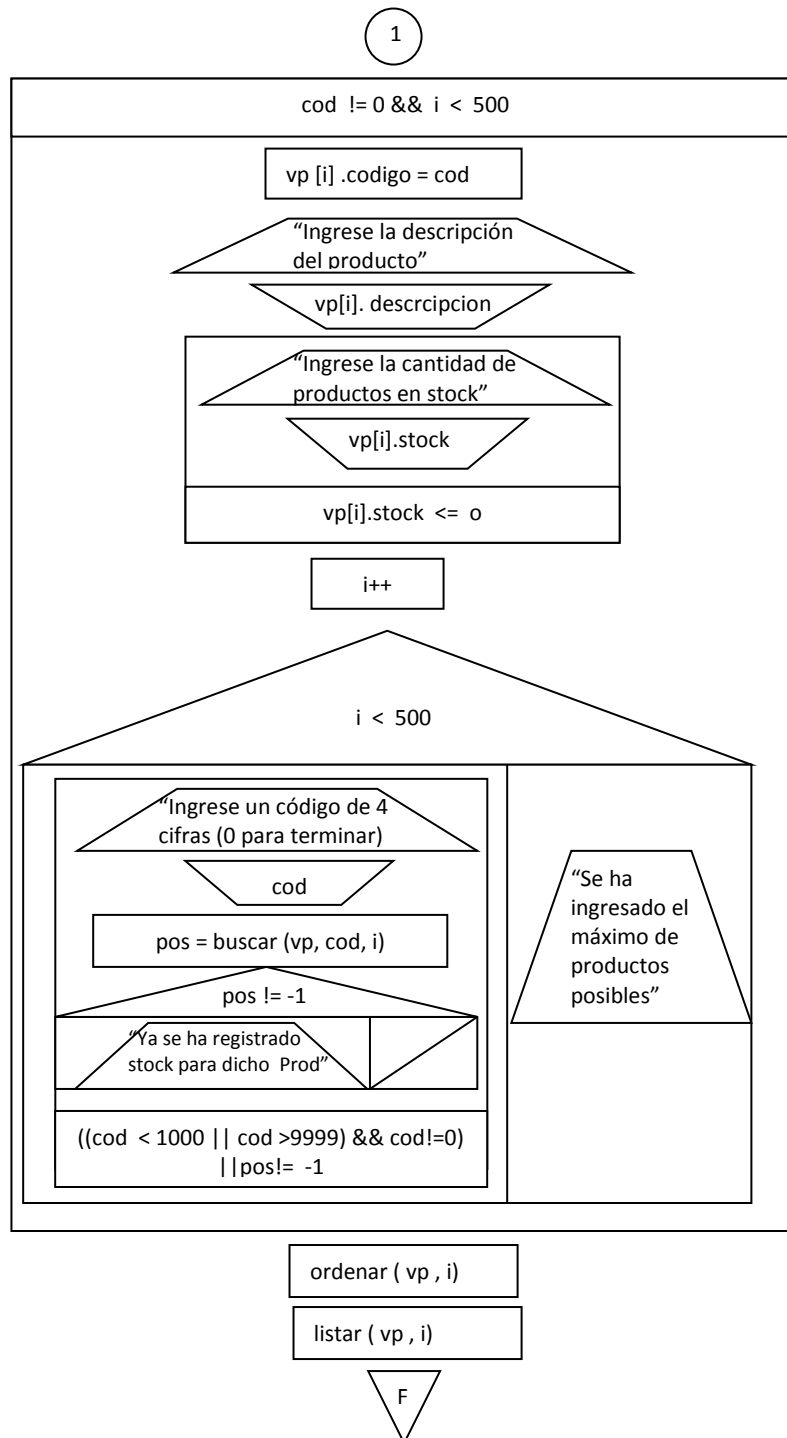 1
cod != 0 && i < 500
vp [i] .codigo = cod
“Ingrese la descripción
del producto”
vp[i]. descrcipcion
“Ingrese la cantidad de
productos en stock”
vp[i].stock
vp[i].stock <= o
i++
i < 500
“Ingrese un código de 4
cifras (0 para terminar)
cod
pos = buscar (vp, cod, i)
pos != -1
“Ya se ha registrado
stock para dicho Prod”
((cod < 1000 || cod >9999) && cod!=0)
||pos!= -1
“Se ha
ingresado el
máximo de
productos
posibles”
ordenar ( vp , i)
listar ( vp , i)
F